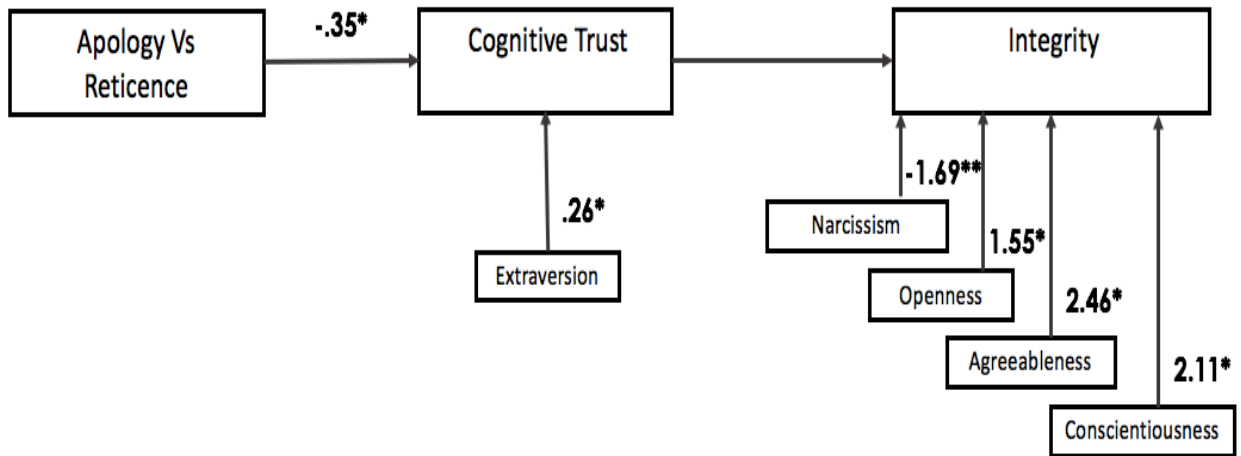 Apology Vs
Reticence
-.35*
Cognitive Trust
Integrity
.26*
Extraversion
-1.69**
Narcissism
1.55*
Openness
2.46*
Agreeableness
2.11*
Conscientiousness